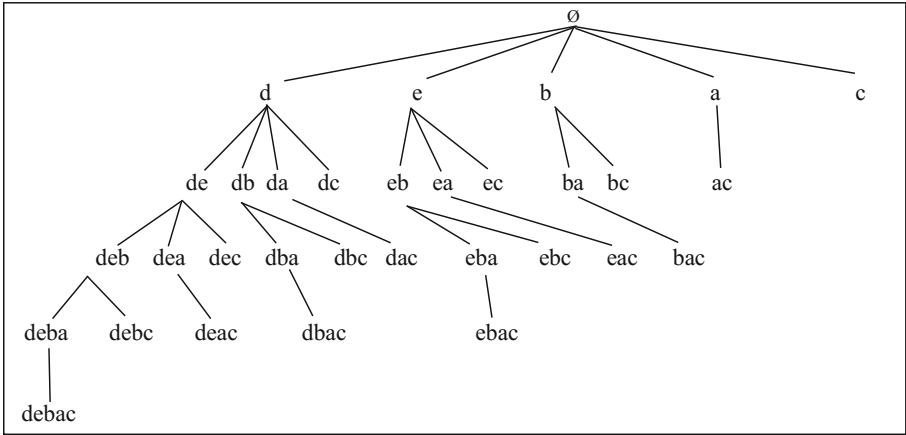 Ø
d e b a c
de db da dc eb ea ec ba bc ac
deb dea dec dba dbc dac eba ebc eac bac
deba debc deac dbac ebac
debac